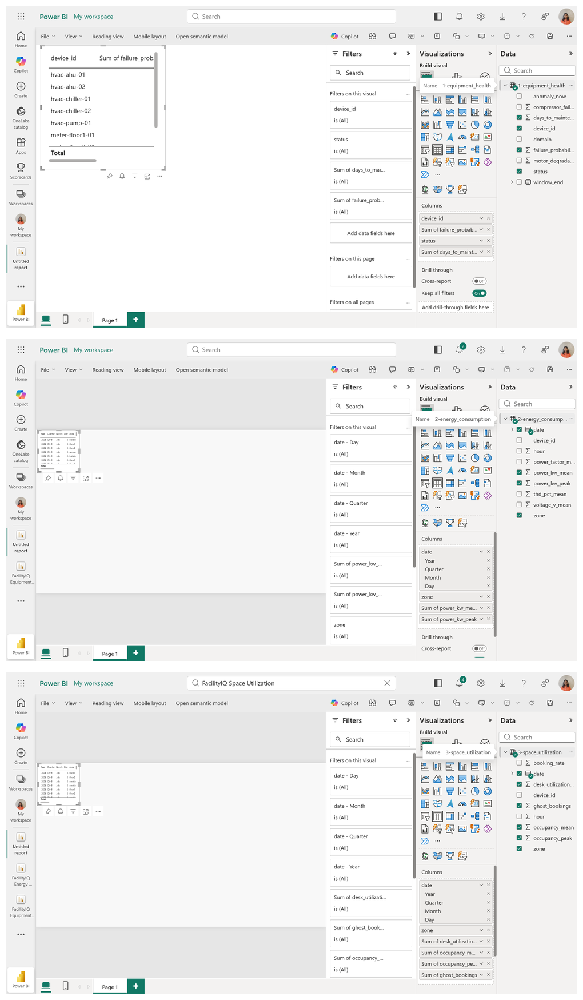 Power BI My workspace
Search
File View Reading view Mobile layout Open semantic model
Copilot
Home
Copilot
Create
OneLake
catalog
Apps
Scorecards
Workspaces
My
workspace
Untitled
report
Power BI
device_id Sum of failure_prob
hvac-ahu-01
hvac-ahu-02
hvac-chiller-01
hvac-chiller-02
hvac-pump-01
meter-floor1-01
Total
Page 1
Filters
Search
Filters on this visual
device_id
is (All)
status
is (All)
Sum of days_to_mai...
is (All)
Sum of failure_prob...
is (All)
Add data fields here
Filters on this page
Add data fields here
Filters on all pages
Visualizations
Build visual
Name 1-equipment_health
Columns
device_id
Sum of failure_probab...
status
Sum of days_to_maint...
Drill through
Cross-report Off
Keep all filters On
Add drill-through fields here
Data
Search
1-equipment_health
anomaly_now
compressor_fail...
days_to_mainte...
device_id
domain
failure_probabil...
motor_degrada...
status
window_end
Power BI My workspace
Search
2
File View Reading view Mobile layout Open semantic model
Copilot
Home
Copilot
Create
OneLake
catalog
Workspaces
My
workspace
Untitled
report
FacilityIQ
Equipment...
Power BI
Year Quarter Month Day zone
Total
Page 1
Filters
Search
Filters on this visual
date - Day
is (All)
date - Month
is (All)
date - Quarter
is (All)
date - Year
is (All)
Sum of power_kw_...
is (All)
Sum of power_kw_...
is (All)
zone
is (All)
Visualizations
Build visual
Name 2-energy_consumption
Columns
date
Year
Quarter
Month
Day
zone
Sum of power_kw_me...
Sum of power_kw_peak
Drill through
Cross-report Off
Data
Search
2-energy_consump...
date
device_id
hour
power_factor_m...
power_kw_mean
power_kw_peak
thd_pct_mean
voltage_v_mean
zone
Power BI My workspace
FacilityIQ Space Utilization
4
File View Reading view Mobile layout Open semantic model
Copilot
Home
Copilot
Create
Workspaces
My
workspace
Untitled
report
FacilityIQ
Energy ...
FacilityIQ
Equipment...
Power BI
Year Quarter Month Day zone
Total
Page 1
Filters
Search
Filters on this visual
date - Day
is (All)
date - Month
is (All)
date - Quarter
is (All)
date - Year
is (All)
Sum of desk_utilizati...
is (All)
Sum of ghost_book...
is (All)
Sum of occupancy_...
is (All)
Visualizations
Build visual
Name 3-space_utilization
Columns
date
Year
Quarter
Month
Day
zone
Sum of desk_utilizatio...
Sum of occupancy_m...
Sum of occupancy_pe...
Sum of ghost_bookings
Data
Search
3-space_utilization
booking_rate
date
desk_utilization...
device_id
ghost_bookings
hour
occupancy_mean
occupancy_peak
zone